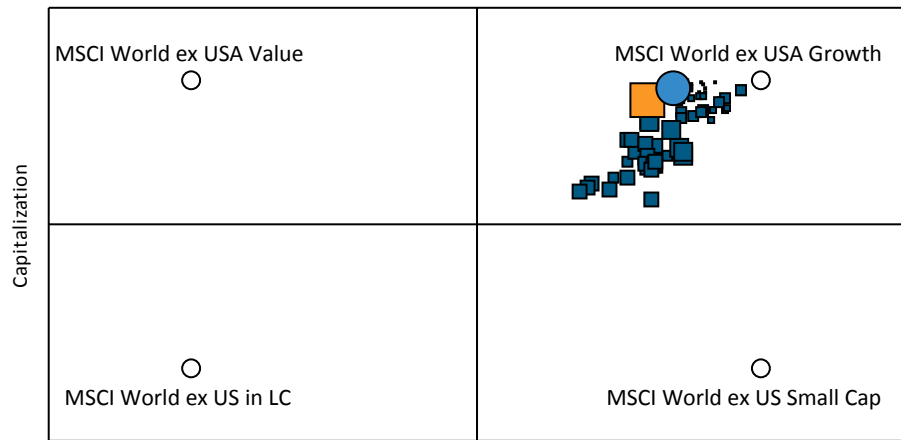 MSCI World ex USA Value
MSCI World ex USA Growth
Capitalization
MSCI World ex US in LC
MSCI World ex US Small Cap